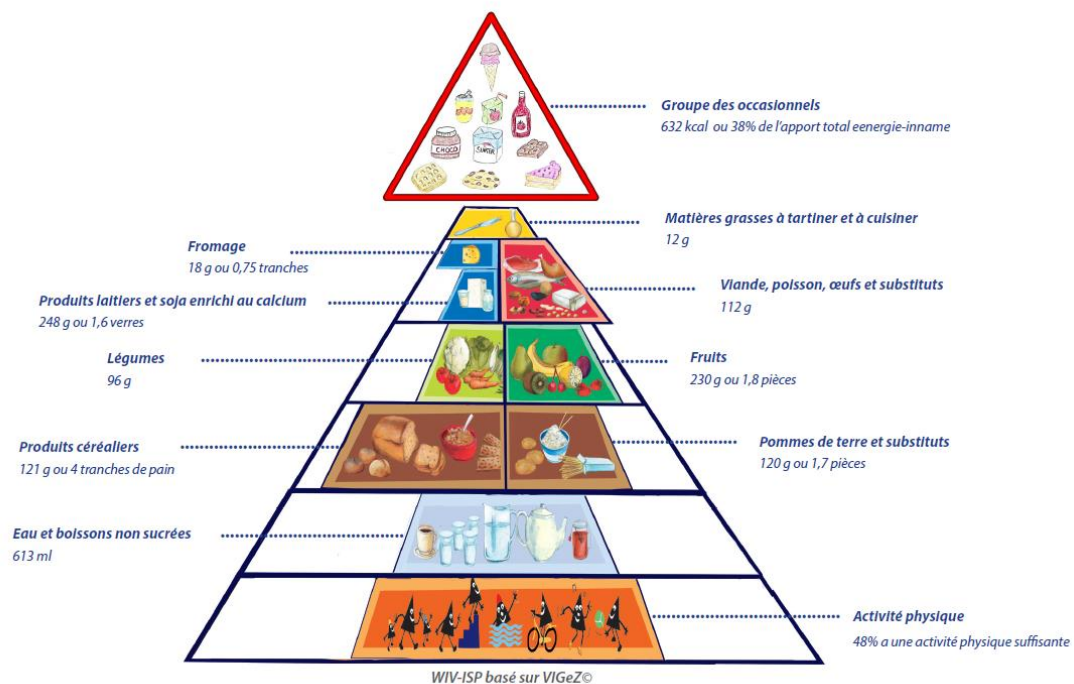 Groupe des occasionnels
632 kcal ou 38% de l'apport total eenergie-inname
CHOCO
Matières grasses à tartiner et à cuisiner
12 g
Fromage
18 g ou 0,75 tranches
Produits laitiers et soja enrichi au calcium
248 g ou 1,6 verres
Viande, poisson, œufs et substituts
112 g
Légumes
96 g
Fruits
230 g ou 1,8 pièces
Produits céréaliers
121 g ou 4 tranches de pain
Pommes de terre et substituts
120 g ou 1,7 pièces
Eau et boissons non sucrées
613 ml
Activité physique
48% a une activité physique suffisante
WIV-ISP basé sur VIGeZ©